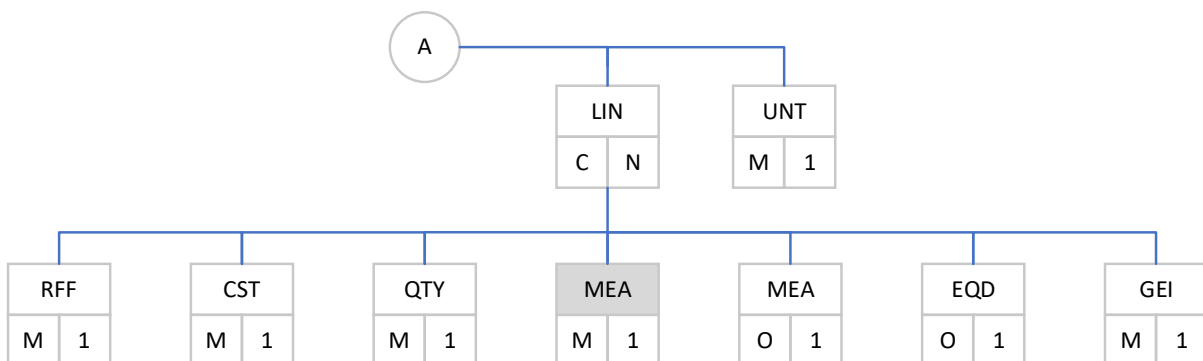 A
LIN UNT
C N M 1
RFF CST QTY MEA MEA EQD GEI
M 1 M 1 M 1 M 1 O 1 O 1 M 1